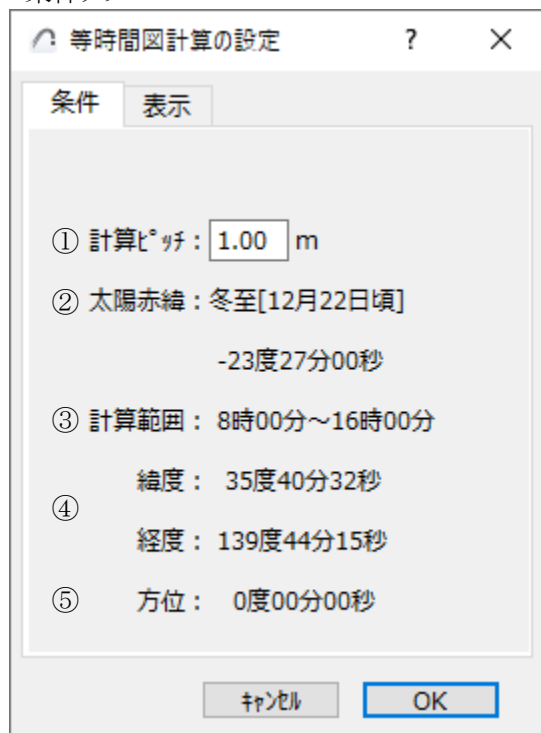 等時間図計算の設定 ? ×
条件 表示
① 計算ﾋﾟｯﾁ : 1.00 m
② 太陽赤緯 : 冬至[12月22日頃]
-23度27分00秒
③ 計算範囲 : 8時00分～16時00分
緯度 : 35度40分32秒
④
経度 : 139度44分15秒
⑤ 方位 : 0度00分00秒
ｷｬﾝｾﾙ OK